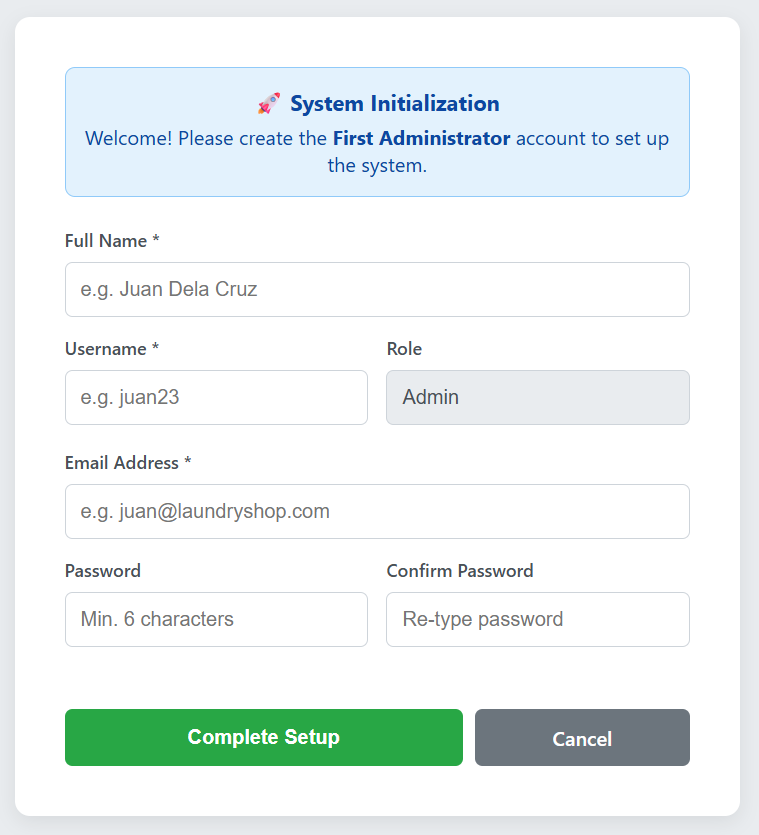 🚀 System Initialization
Welcome! Please create the First Administrator account to set up
the system.
Full Name *
e.g. Juan Dela Cruz
Username *
Role
e.g. juan23
Admin
Email Address *
e.g. juan@laundryshop.com
Password
Confirm Password
Min. 6 characters
Re-type password
Complete Setup
Cancel